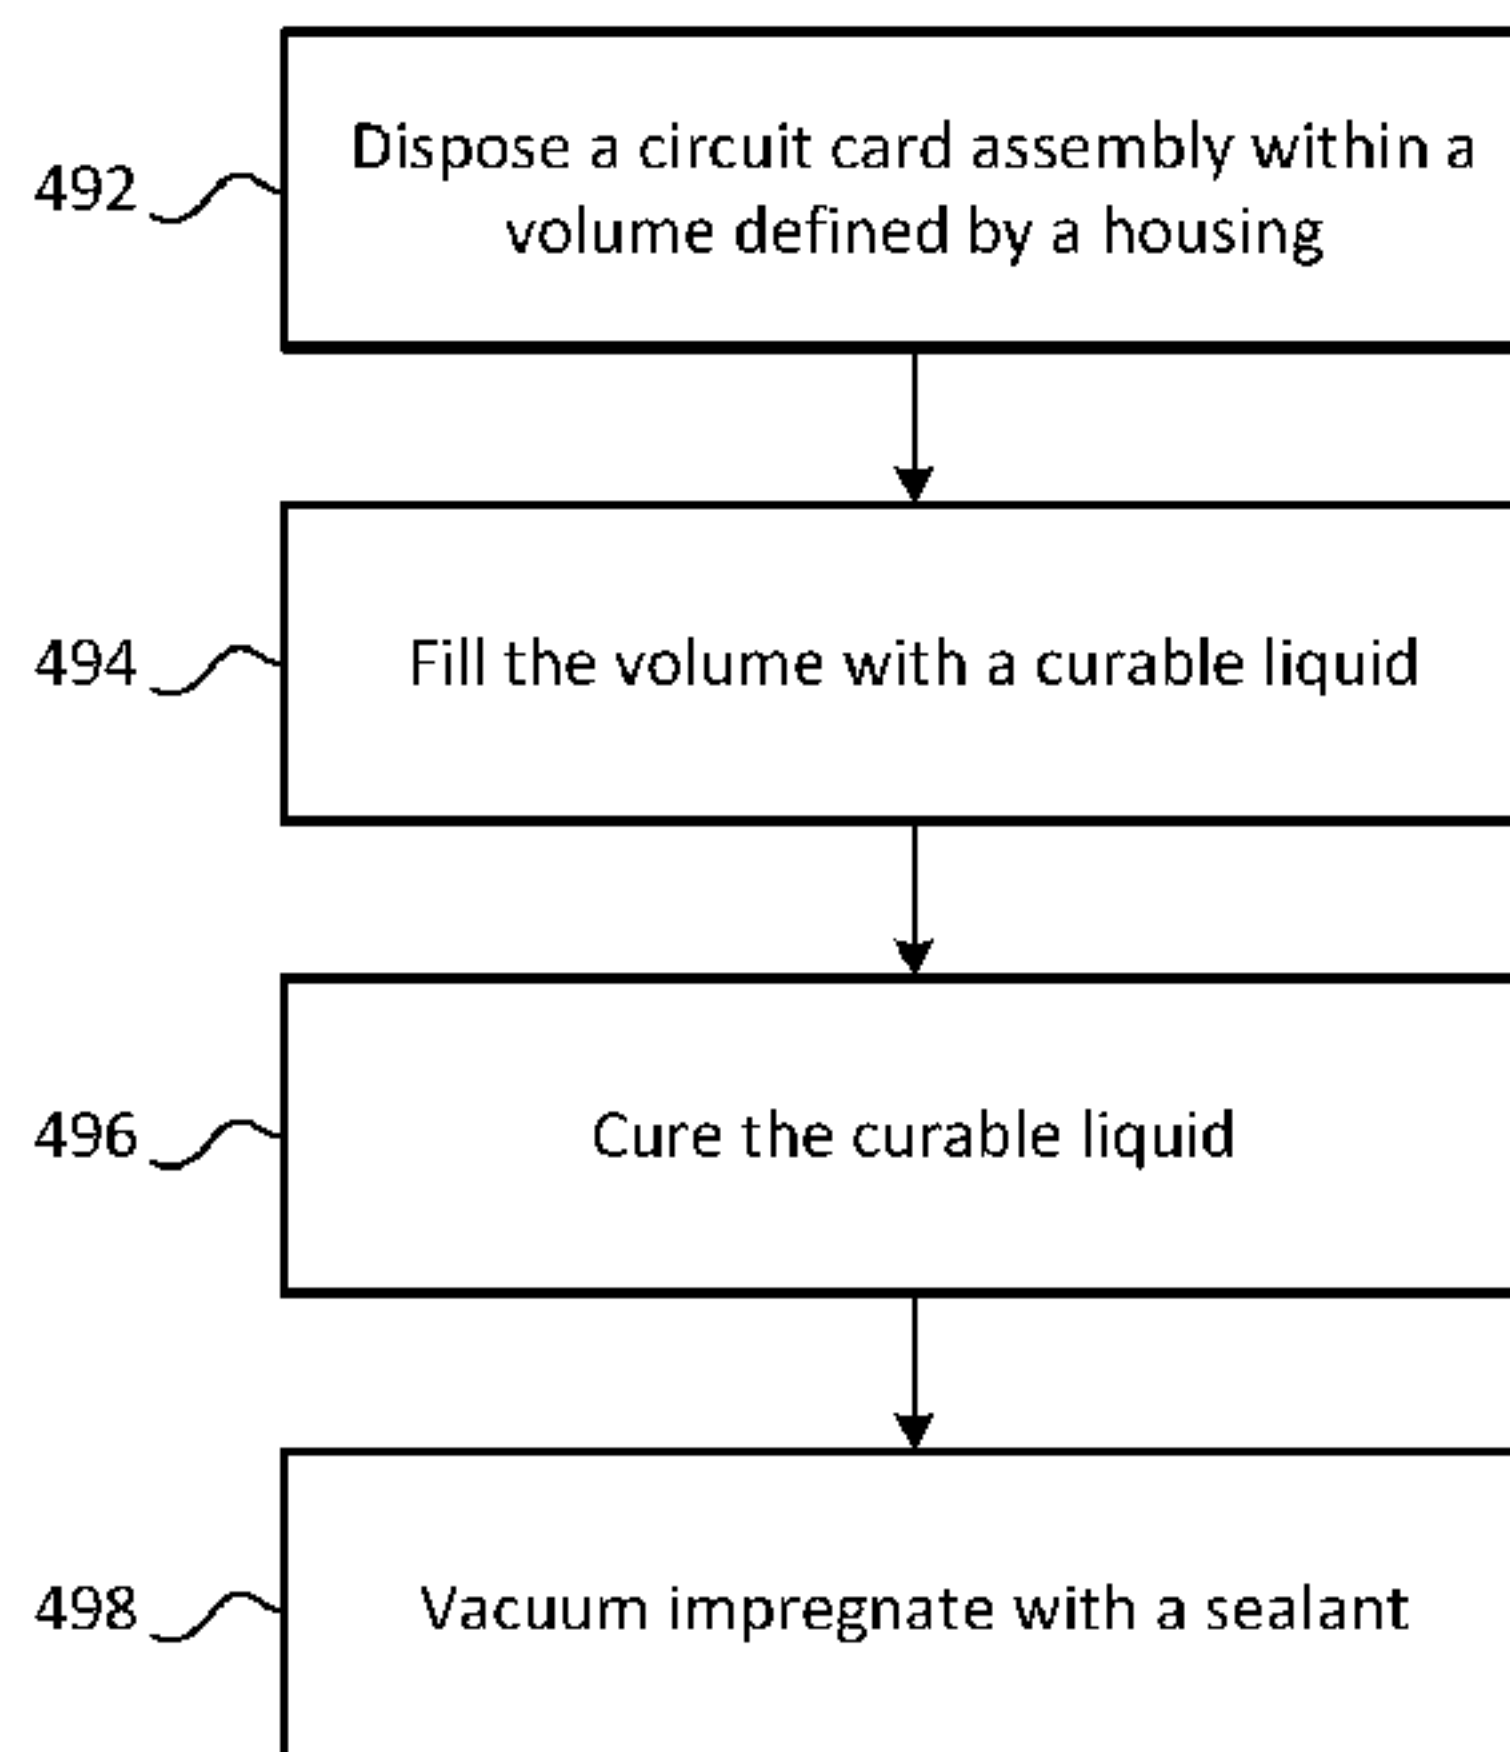 492
Dispose a circuit card assembly within a
volume defined by a housing
494
Fill the volume with a curable liquid
496
Cure the curable liquid
498
Vacuum impregnate with a sealant